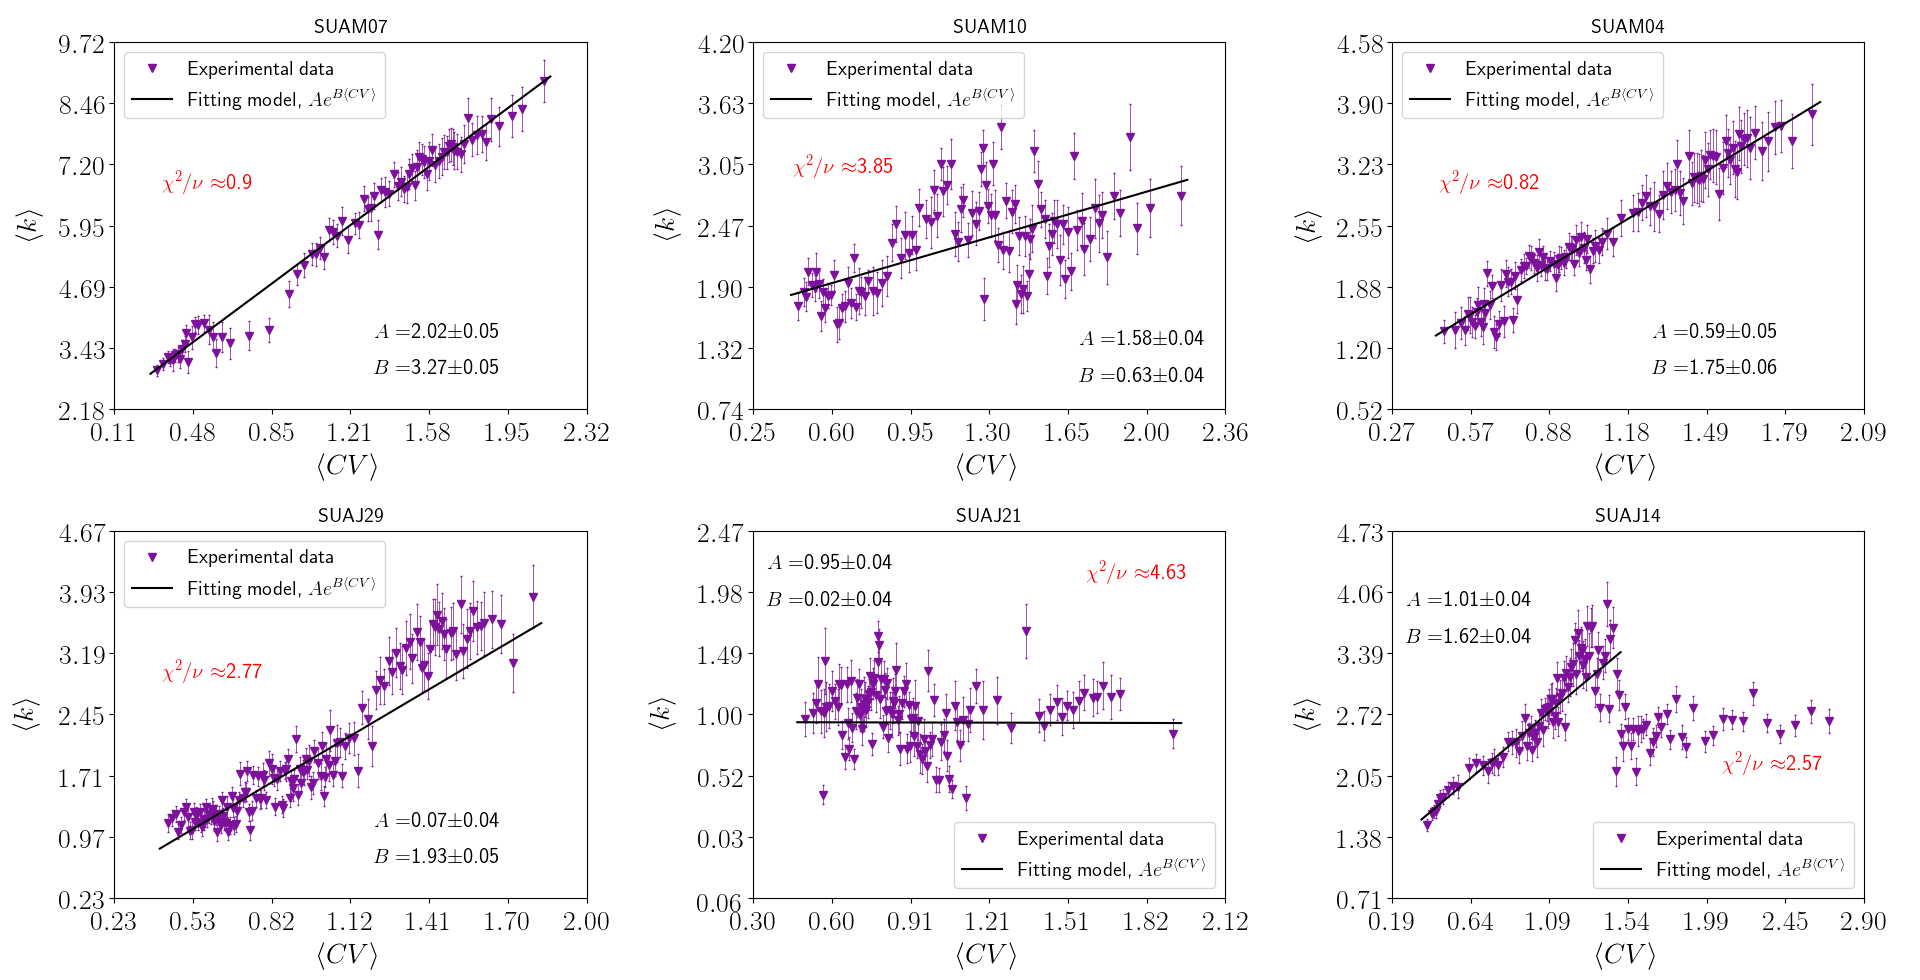 SUAM07
9.72
8.46
7.20
5.95
4.69
3.43
2.18
⟨k⟩
Experimental data
Fitting model, Ae^{B⟨CV⟩}
χ²/ν ≈0.9
A =2.02±0.05
B =3.27±0.05
0.11 0.48 0.85 1.21 1.58 1.95 2.32
⟨CV⟩
SUAM10
4.20
3.63
3.05
2.47
1.90
1.32
0.74
⟨k⟩
Experimental data
Fitting model, Ae^{B⟨CV⟩}
χ²/ν ≈3.85
A =1.58±0.04
B =0.63±0.04
0.25 0.60 0.95 1.30 1.65 2.00 2.36
⟨CV⟩
SUAM04
4.58
3.90
3.23
2.55
1.88
1.20
0.52
⟨k⟩
Experimental data
Fitting model, Ae^{B⟨CV⟩}
χ²/ν ≈0.82
A =0.59±0.05
B =1.75±0.06
0.27 0.57 0.88 1.18 1.49 1.79 2.09
⟨CV⟩
SUAJ29
4.67
3.93
3.19
2.45
1.71
0.97
0.23
⟨k⟩
Experimental data
Fitting model, Ae^{B⟨CV⟩}
χ²/ν ≈2.77
A =0.07±0.04
B =1.93±0.05
0.23 0.53 0.82 1.12 1.41 1.70 2.00
⟨CV⟩
SUAJ21
2.47
1.98
1.49
1.00
0.52
0.03
0.06
⟨k⟩
A =0.95±0.04
B =0.02±0.04
χ²/ν ≈4.63
Experimental data
Fitting model, Ae^{B⟨CV⟩}
0.30 0.60 0.91 1.21 1.51 1.82 2.12
⟨CV⟩
SUAJ14
4.73
4.06
3.39
2.72
2.05
1.38
0.71
⟨k⟩
A =1.01±0.04
B =1.62±0.04
χ²/ν ≈2.57
Experimental data
Fitting model, Ae^{B⟨CV⟩}
0.19 0.64 1.09 1.54 1.99 2.45 2.90
⟨CV⟩